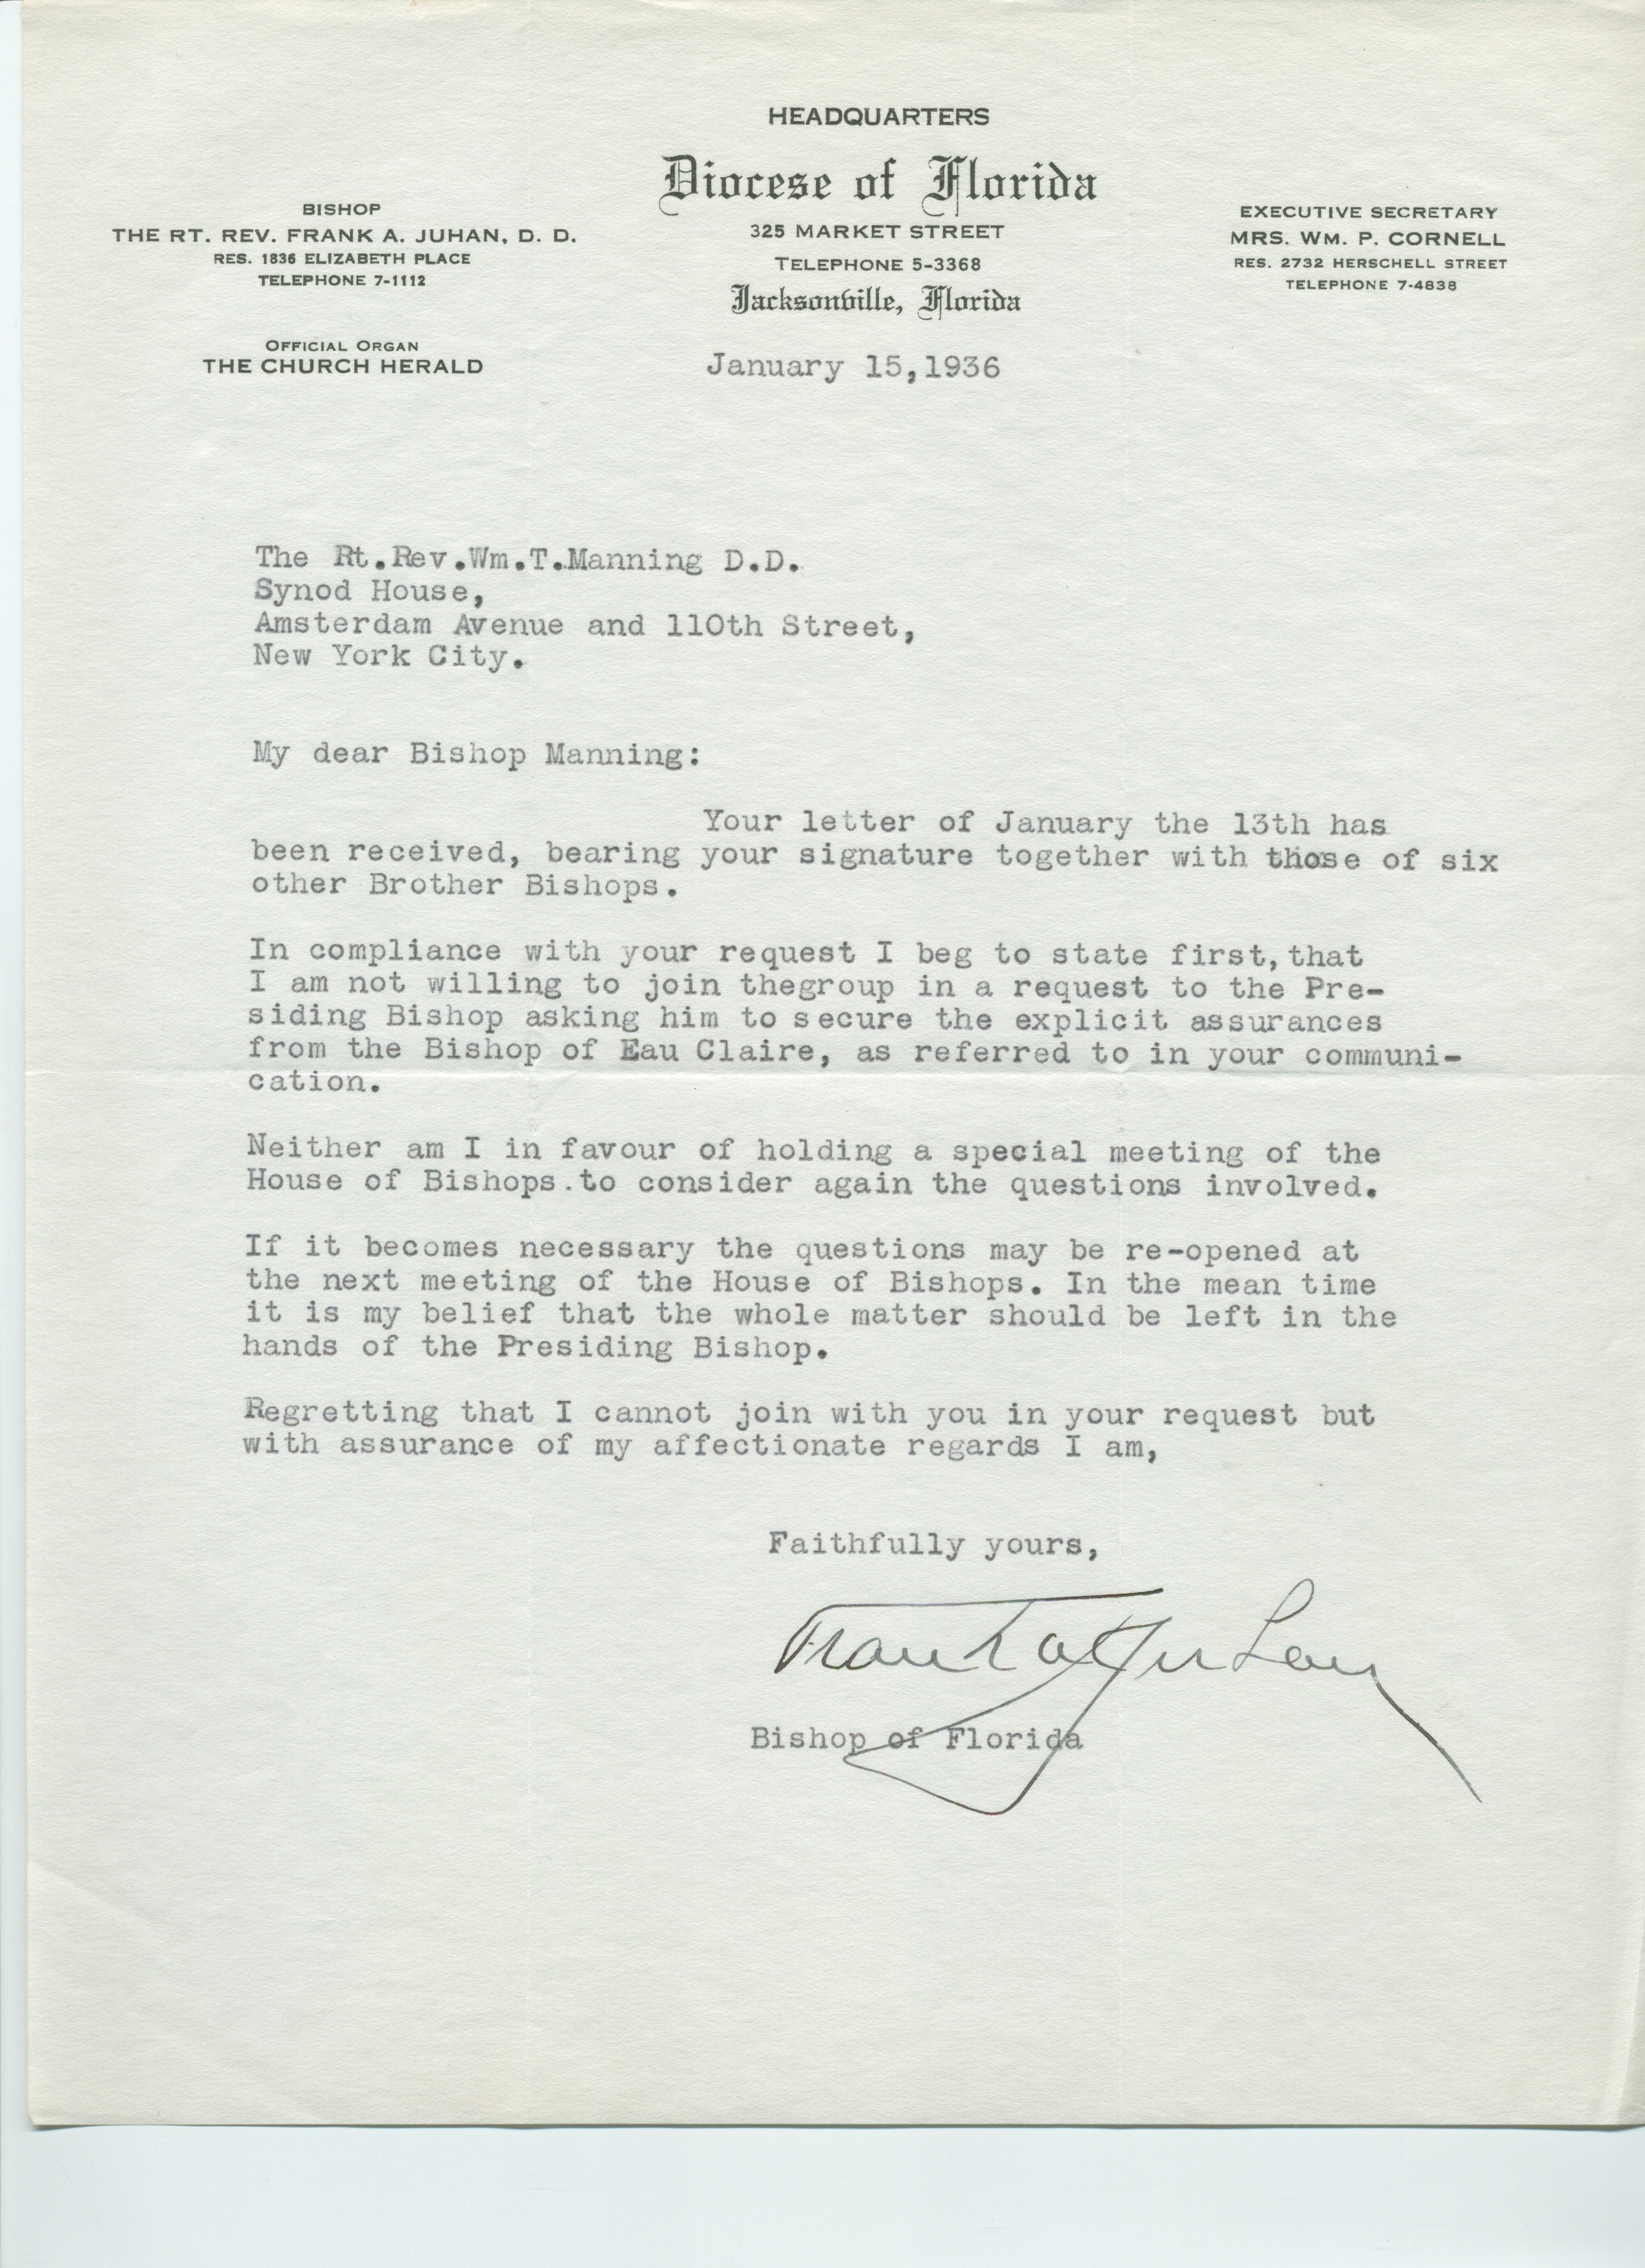 HEADQUARTERS
Diocese of Florida
325 MARKET STREET
TELEPHONE 5-3368
Jacksonville, Florida
BISHOP
THE RT. REV. FRANK A. JUHAN, D. D.
RES. 1836 ELIZABETH PLACE
TELEPHONE 7-1112
OFFICIAL ORGAN
THE CHURCH HERALD
EXECUTIVE SECRETARY
MRS. WM. P. CORNELL
RES. 2732 HERSCHELL STREET
TELEPHONE 7-4838
January 15,1936
The Rt.Rev.Wm.T.Manning D.D.
Synod House,
Amsterdam Avenue and 110th Street,
New York City.
My dear Bishop Manning:
Your letter of January the 13th has
been received, bearing your signature together with those of six
other Brother Bishops.
In compliance with your request I beg to state first, that
I am not willing to join thegroup in a request to the Pre-
siding Bishop asking him to secure the explicit assurances
from the Bishop of Eau Claire, as referred to in your communi-
cation.
Neither am I in favour of holding a special meeting of the
House of Bishops.to consider again the questions involved.
If it becomes necessary the questions may be re-opened at
the next meeting of the House of Bishops. In the mean time
it is my belief that the whole matter should be left in the
hands of the Presiding Bishop.
Regretting that I cannot join with you in your request but
with assurance of my affectionate regards I am,
Faithfully yours,
Frank A Juhan
Bishop of Florida